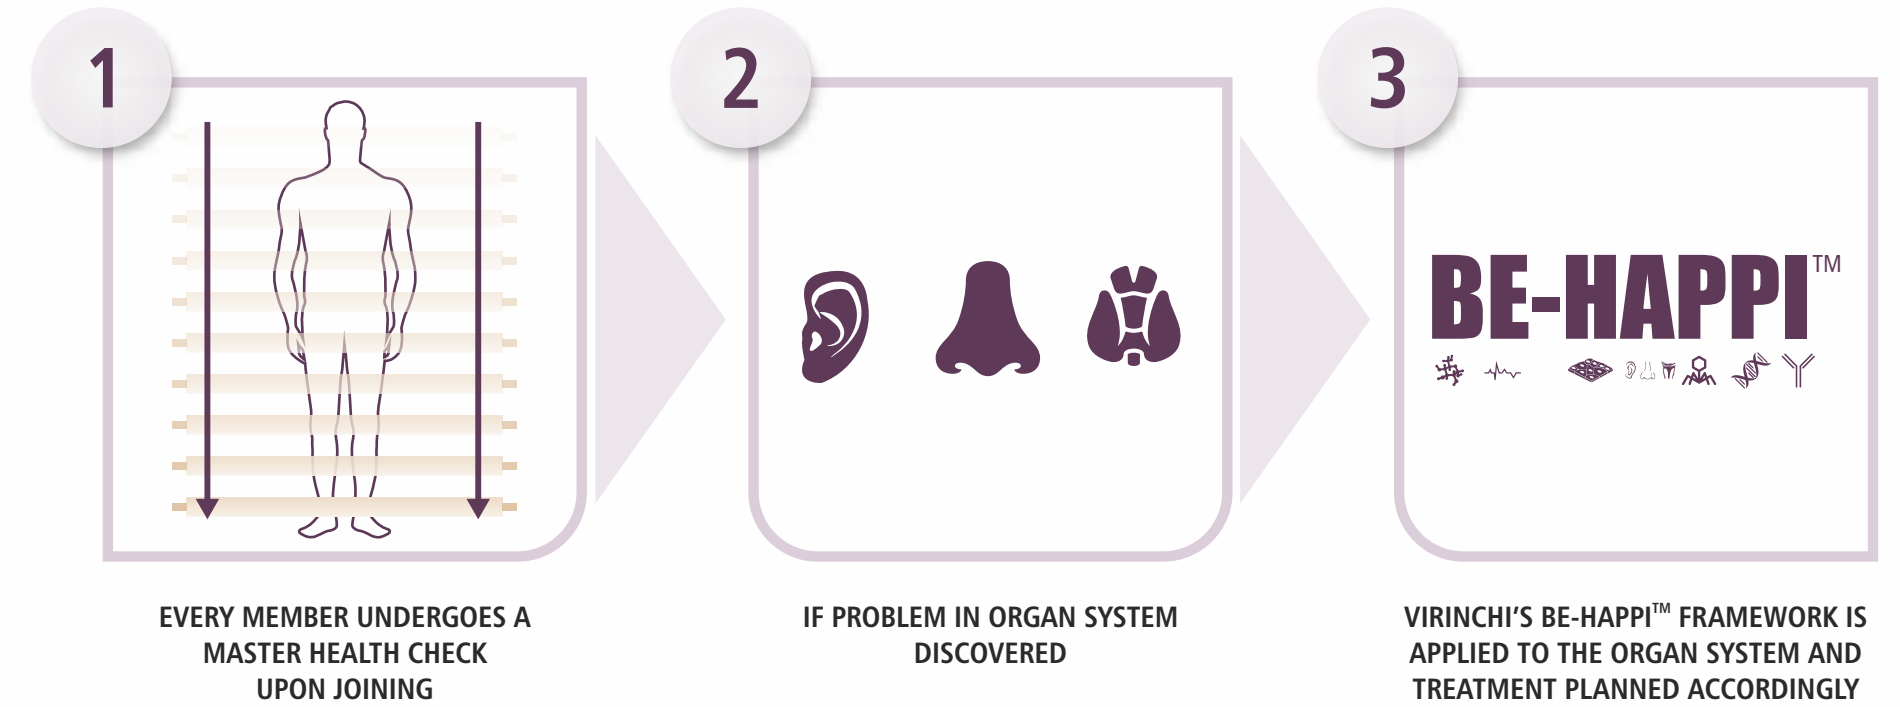 1
2
3
BE-HAPPI™
EVERY MEMBER UNDERGOES A
MASTER HEALTH CHECK
UPON JOINING
IF PROBLEM IN ORGAN SYSTEM
DISCOVERED
VIRINCHI’S BE-HAPPI™ FRAMEWORK IS
APPLIED TO THE ORGAN SYSTEM AND
TREATMENT PLANNED ACCORDINGLY